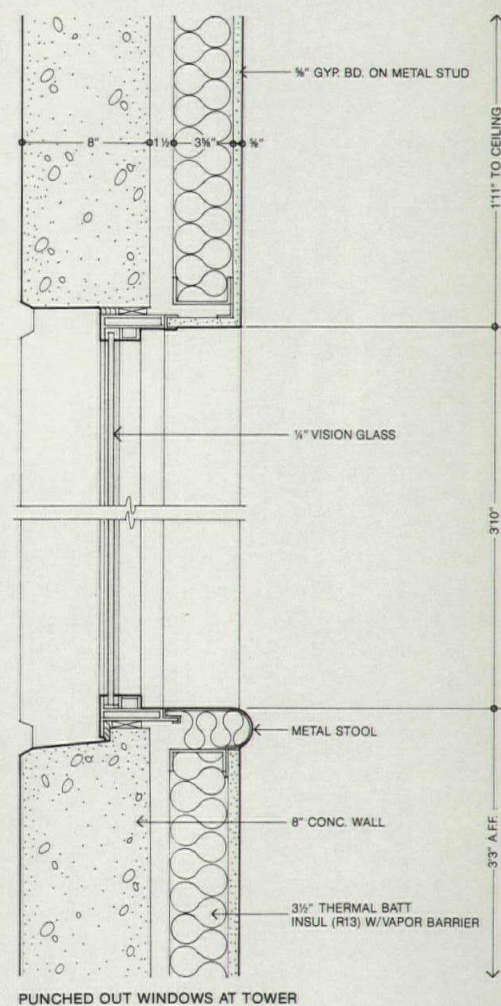 ⅝" GYP. BD. ON METAL STUD
8" 1½ 3⅝" ⅝"
1'11" TO CEILING
¼" VISION GLASS
3'10"
METAL STOOL
8" CONC. WALL
3'3" A.F.F.
3½" THERMAL BATT
INSUL (R13) W/VAPOR BARRIER
PUNCHED OUT WINDOWS AT TOWER